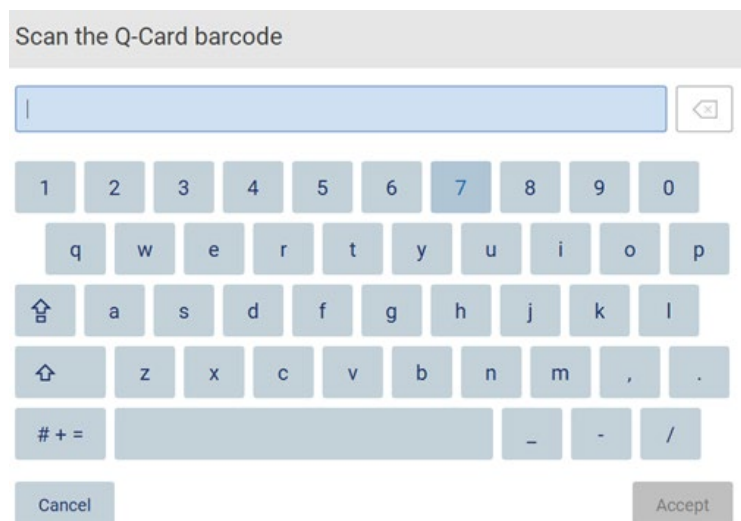 Scan the Q-Card barcode
1 2 3 4 5 6 7 8 9 0
q w e r t y u i o p
a s d f g h j k l
z x c v b n m , .
# + = _ - /
Cancel Accept